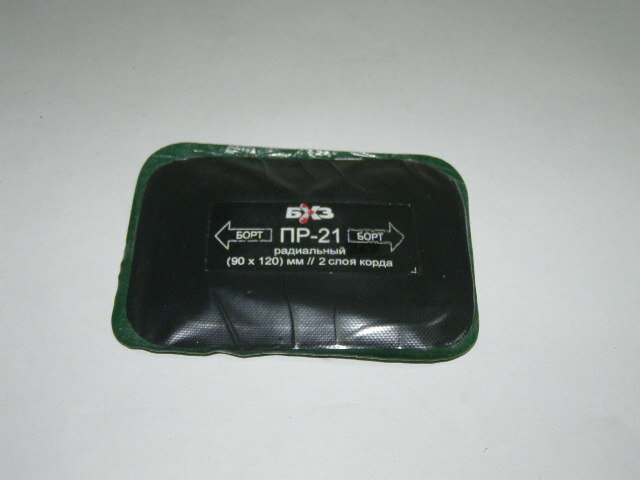 БХЗ
БОРТ ПР-21 БОРТ
радиальный
(90 х 120) мм // 2 слоя корда